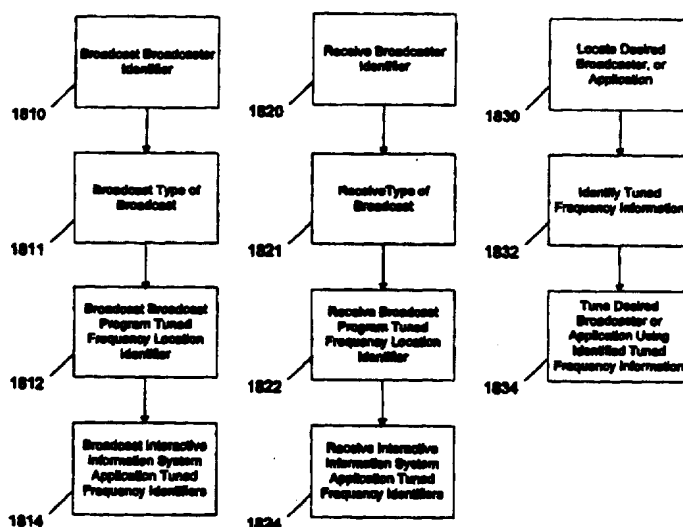 Broadcast Broadcaster
Identifier
1810
Broadcast Type of
Broadcast
1811
Broadcast Broadcast
Program Tuned
Frequency Location
Identifier
1812
Broadcast Interactive
Information System
Application Tuned
Frequency Identifiers
1814
Receive Broadcaster
Identifier
1820
ReceiveType of
Broadcast
1821
Receive Broadcast
Program Tuned
Frequency Location
Identifier
1822
Receive Interactive
Information System
Application Tuned
Frequency Identifiers
1824
Locate Desired
Broadcaster, or
Application
1830
Identify Tuned
Frequency Information
1832
Tune Desired
Broadcaster or
Application Using
Identified Tuned
Frequency Information
1834